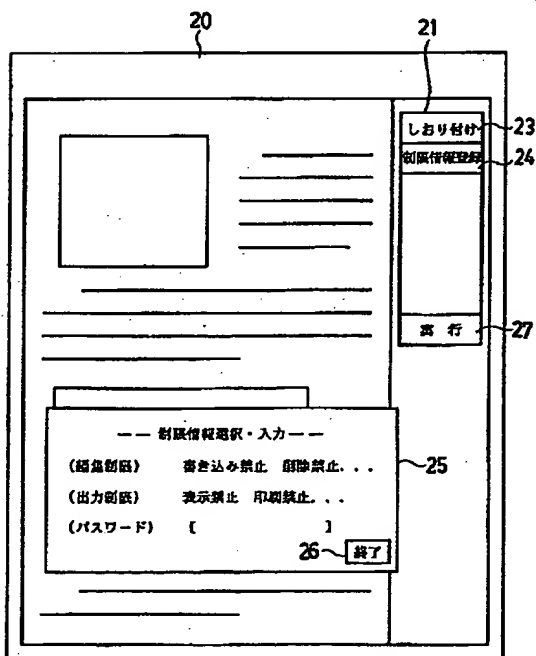 20
21
しおり付け 23
制限情報登録 24
実行 27
—— 制限情報選択・入力 ——
(編集制限) 書き込み禁止 削除禁止...
(出力制限) 表示禁止 印刷禁止...
(パスワード) [ ]
25
26 終了